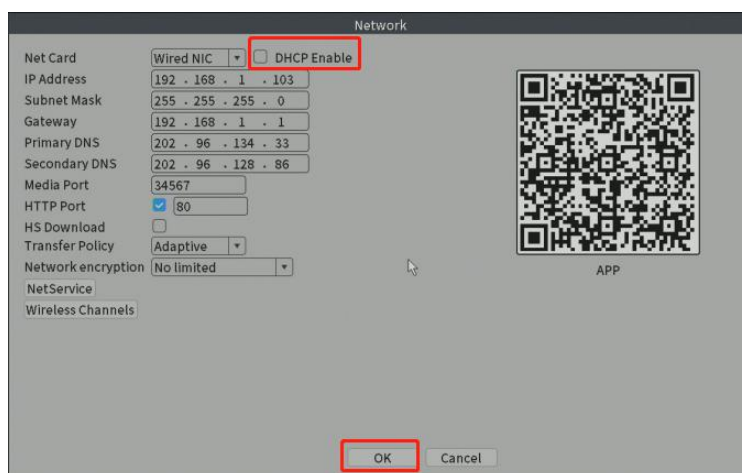 Network
Net Card Wired NIC DHCP Enable
IP Address 192 . 168 . 1 . 103
Subnet Mask 255 . 255 . 255 . 0
Gateway 192 . 168 . 1 . 1
Primary DNS 202 . 96 . 134 . 33
Secondary DNS 202 . 96 . 128 . 86
Media Port 34567
HTTP Port 80
HS Download
Transfer Policy Adaptive
Network encryption No limited
NetService
Wireless Channels
APP
OK Cancel